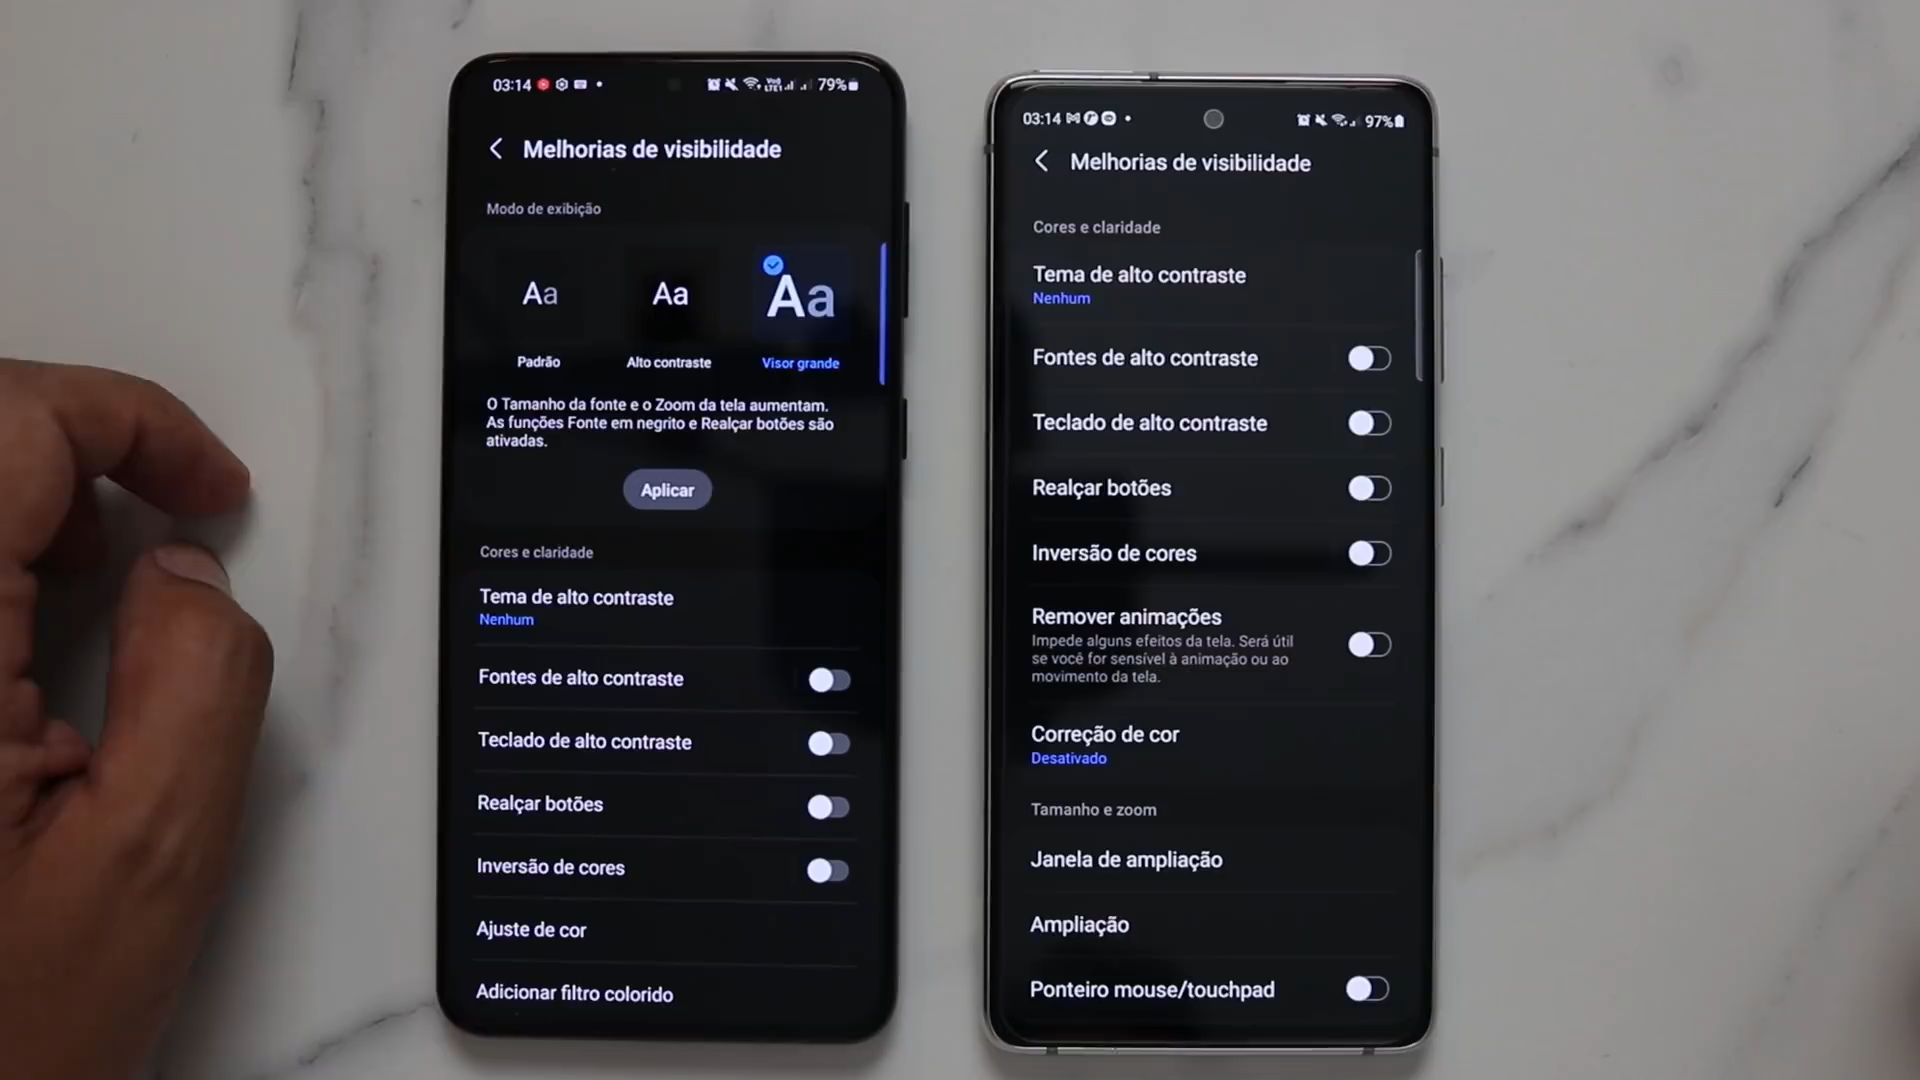 03:14
VoLTE1
79%
Melhorias de visibilidade
Modo de exibição
Aa
Aa
Aa
Padrão
Alto contraste
Visor grande
O Tamanho da fonte e o Zoom da tela aumentam.
As funções Fonte em negrito e Realçar botões são
ativadas.
Aplicar
Cores e claridade
Tema de alto contraste
Nenhum
Fontes de alto contraste
Teclado de alto contraste
Realçar botões
Inversão de cores
Ajuste de cor
Adicionar filtro colorido
03:14
97%
Melhorias de visibilidade
Cores e claridade
Tema de alto contraste
Nenhum
Fontes de alto contraste
Teclado de alto contraste
Realçar botões
Inversão de cores
Remover animações
Impede alguns efeitos da tela. Será útil
se você for sensível à animação ou ao
movimento da tela.
Correção de cor
Desativado
Tamanho e zoom
Janela de ampliação
Ampliação
Ponteiro mouse/touchpad